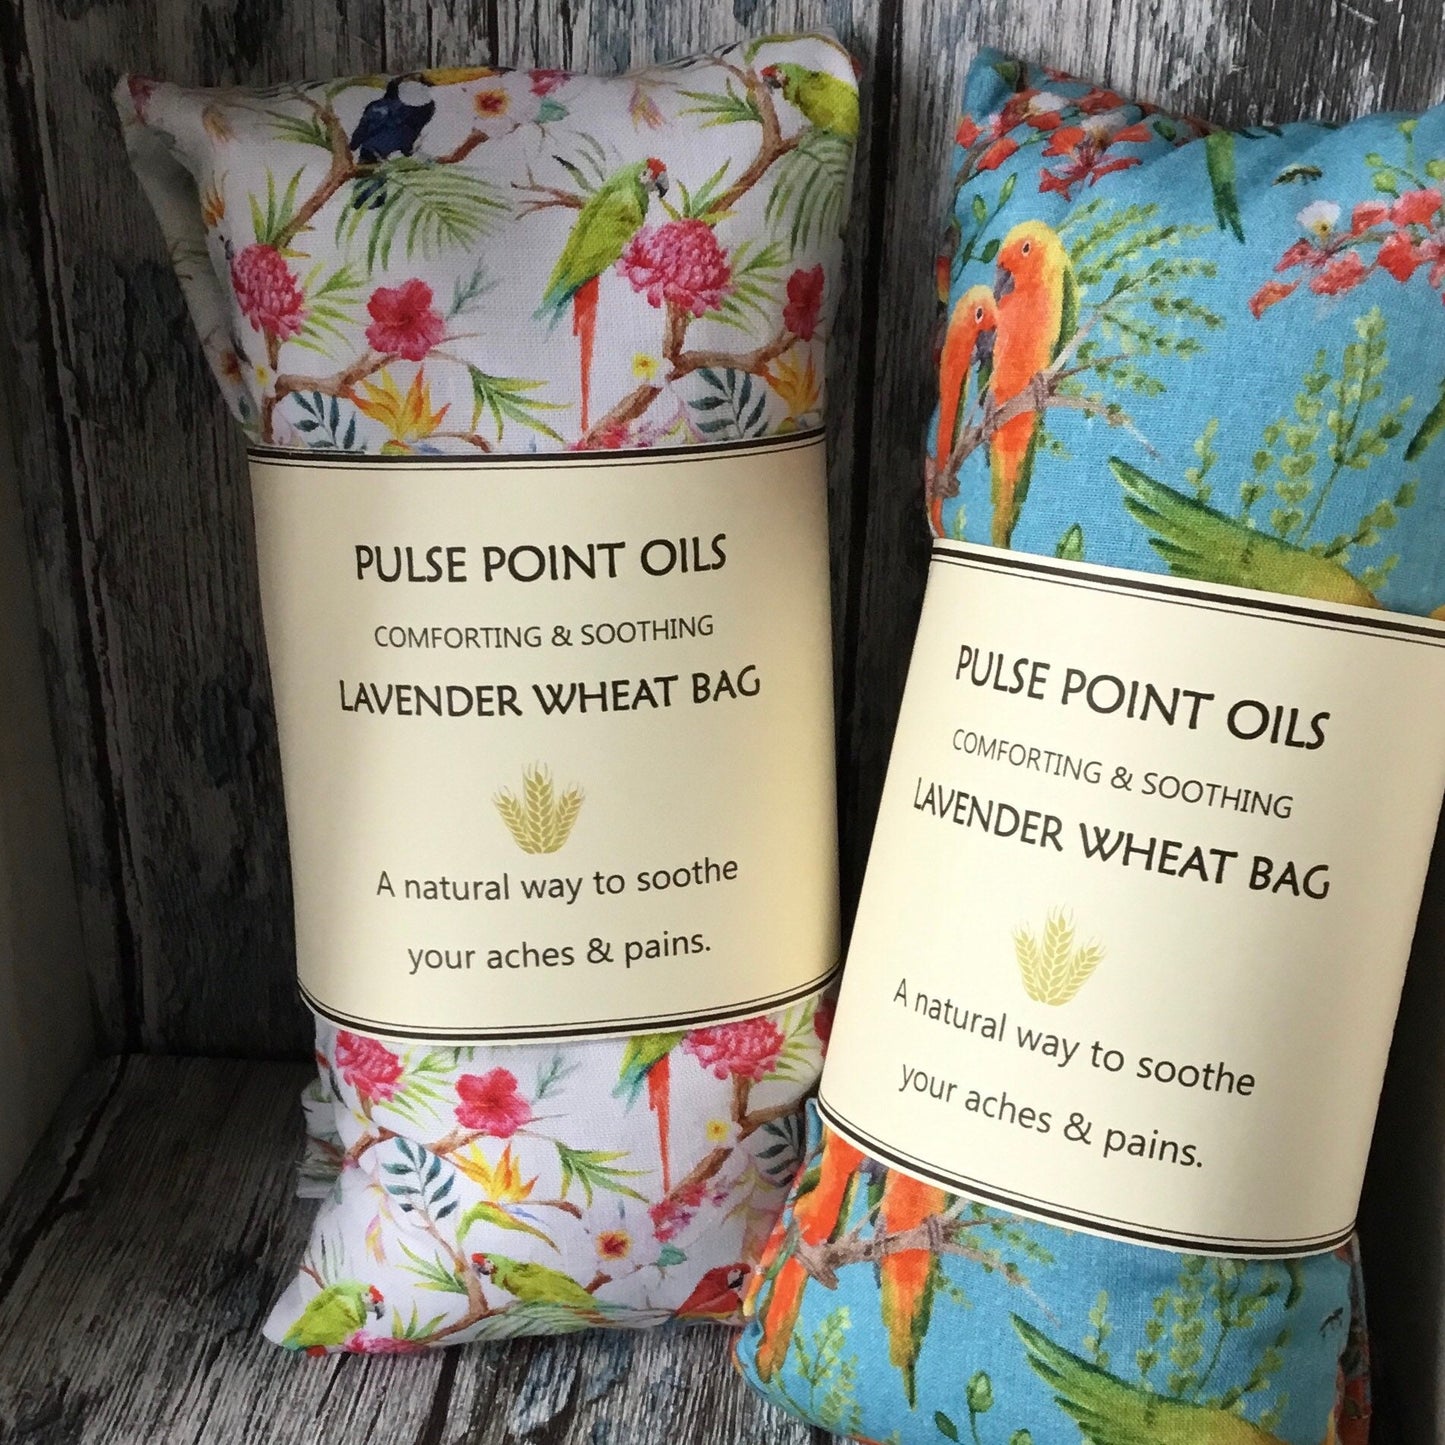 PULSE POINT OILS
COMFORTING & SOOTHING
LAVENDER WHEAT BAG
A natural way to soothe
your aches & pains.
PULSE POINT OILS
COMFORTING & SOOTHING
LAVENDER WHEAT BAG
A natural way to soothe
your aches & pains.